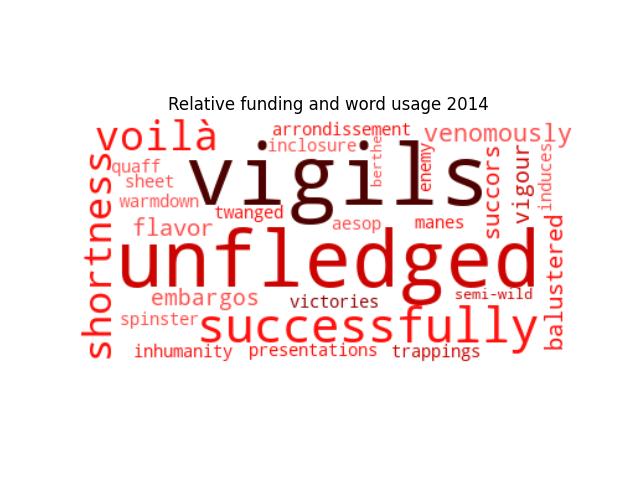 Relative funding and word usage 2014
voilà
arrondissement
venomously
inclosure
berthe
enemy
vigils
quaff
sheet
warmdown
shortness
succors
vigour
induces
twanged
flavor
aesop
manes
unfledged
balustered
embargos
victories
semi-wild
spinster
successfully
inhumanity
presentations
trappings